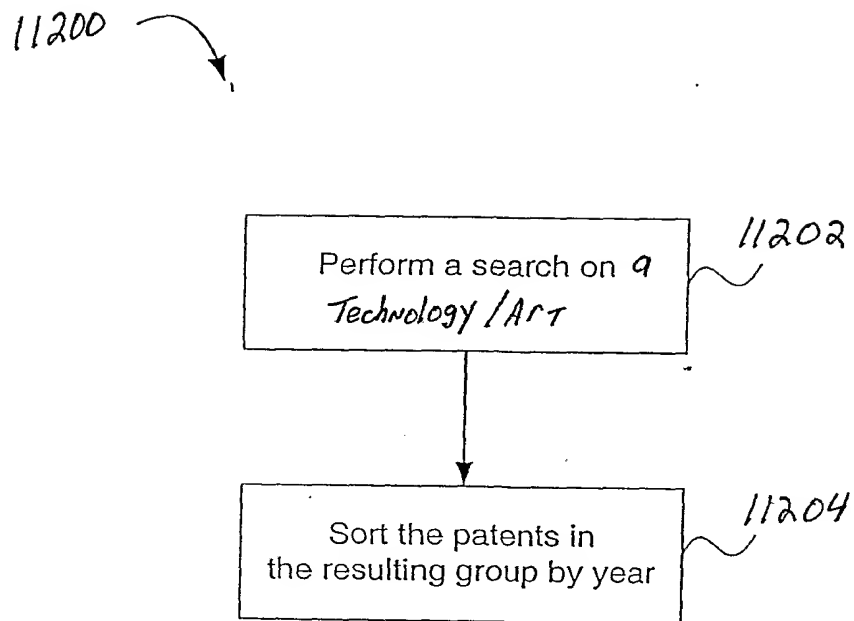 11200
11202
Perform a search on a
Technology/Art
11204
Sort the patents in
the resulting group by year